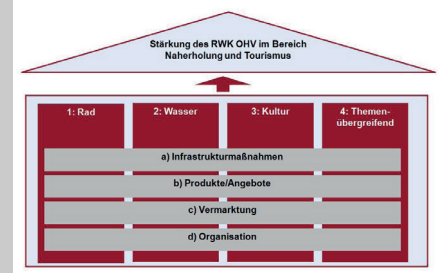 Stärkung des RWK OHV im Bereich
Naherholung und Tourismus
1: Rad
2: Wasser
3: Kultur
4: Themen-
übergreifend
a) Infrastrukturmaßnahmen
b) Produkte/Angebote
c) Vermarktung
d) Organisation